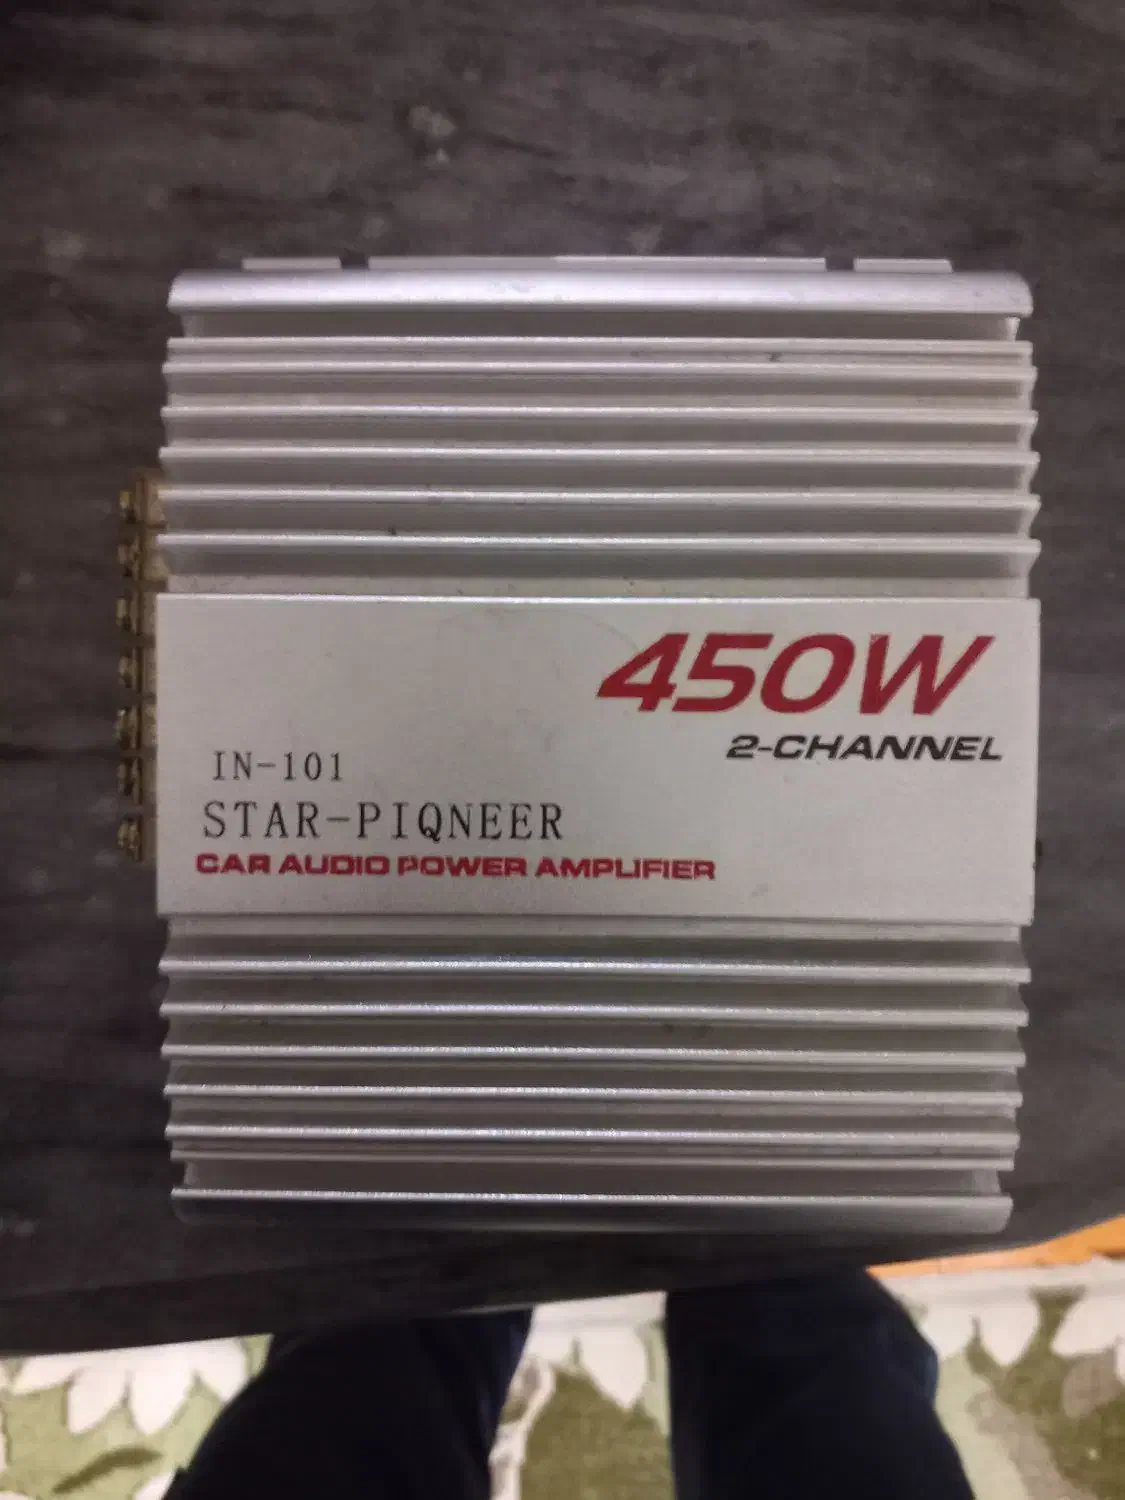 450W
2-CHANNEL
IN-101
STAR-PIQNEER
CAR AUDIO POWER AMPLIFIER